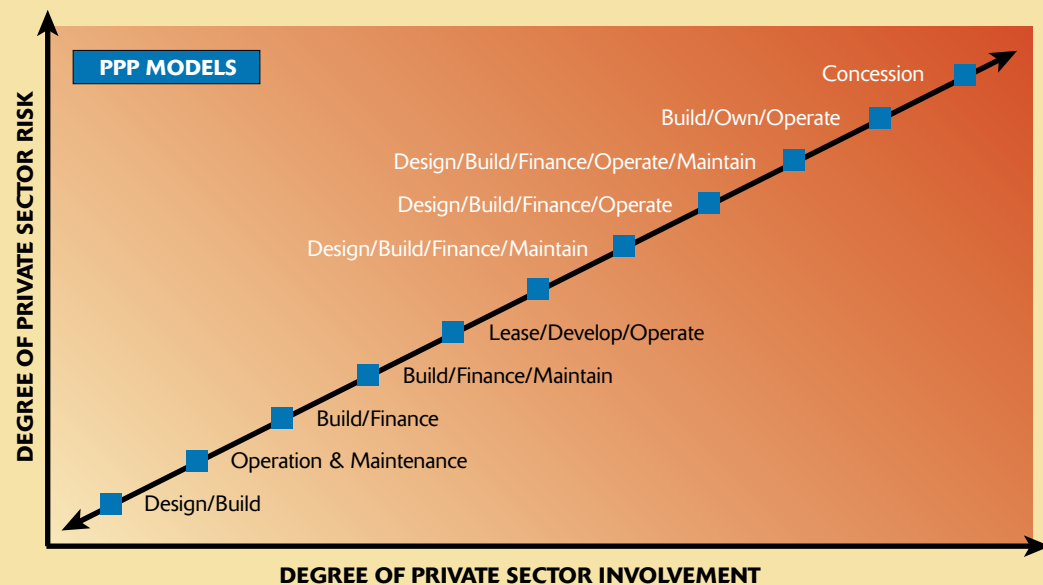 PPP MODELS
Concession
Build/Own/Operate
Design/Build/Finance/Operate/Maintain
Design/Build/Finance/Operate
Design/Build/Finance/Maintain
Lease/Develop/Operate
Build/Finance/Maintain
Build/Finance
Operation & Maintenance
Design/Build
DEGREE OF PRIVATE SECTOR RISK
DEGREE OF PRIVATE SECTOR INVOLVEMENT